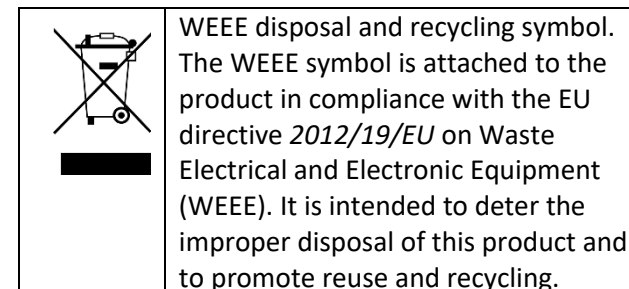 WEEE disposal and recycling symbol.
The WEEE symbol is attached to the
product in compliance with the EU
directive 2012/19/EU on Waste
Electrical and Electronic Equipment
(WEEE). It is intended to deter the
improper disposal of this product and
to promote reuse and recycling.